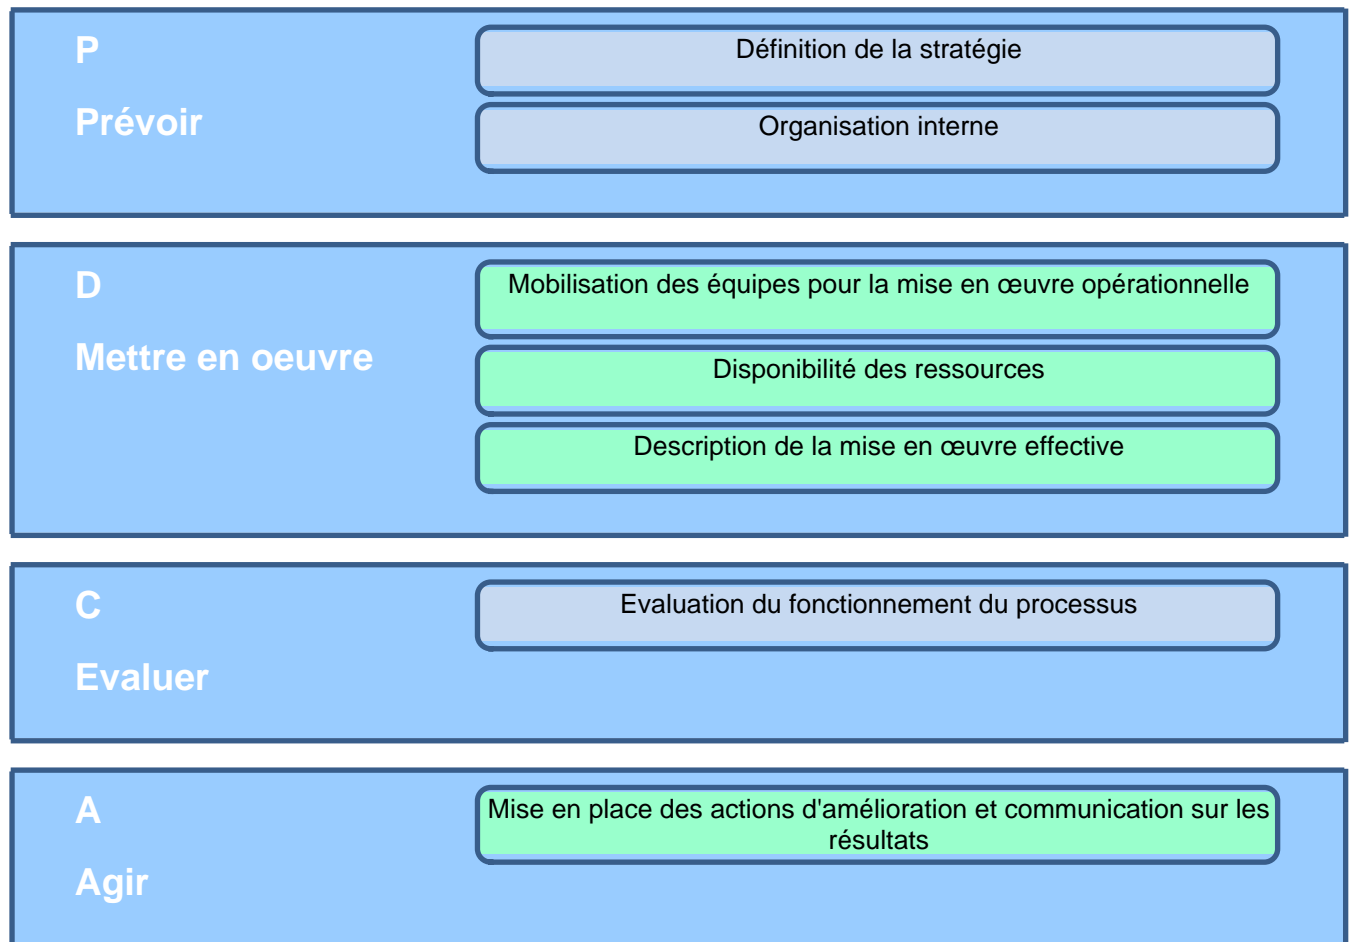 P
Prévoir
Définition de la stratégie
Organisation interne
D
Mettre en oeuvre
Mobilisation des équipes pour la mise en œuvre opérationnelle
Disponibilité des ressources
Description de la mise en œuvre effective
C
Evaluer
Evaluation du fonctionnement du processus
A
Agir
Mise en place des actions d'amélioration et communication sur les
résultats